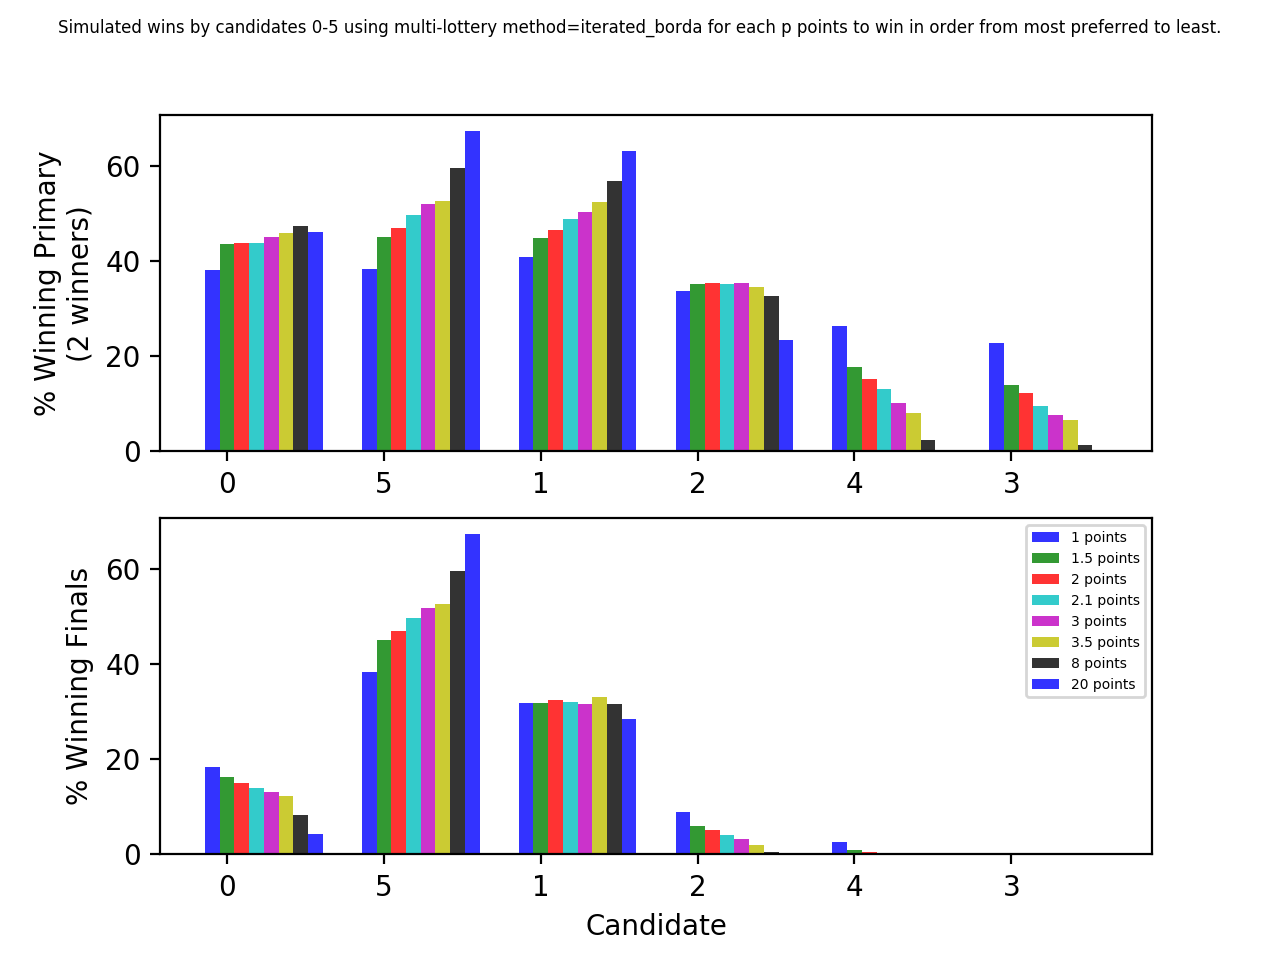 Simulated wins by candidates 0-5 using multi-lottery method=iterated_borda for each p points to win in order from most preferred to least.
% Winning Primary
(2 winners)
60
40
20
0
0 5 1 2 4 3
% Winning Finals
60
40
20
0
1 points
1.5 points
2 points
2.1 points
3 points
3.5 points
8 points
20 points
0 5 1 2 4 3
Candidate